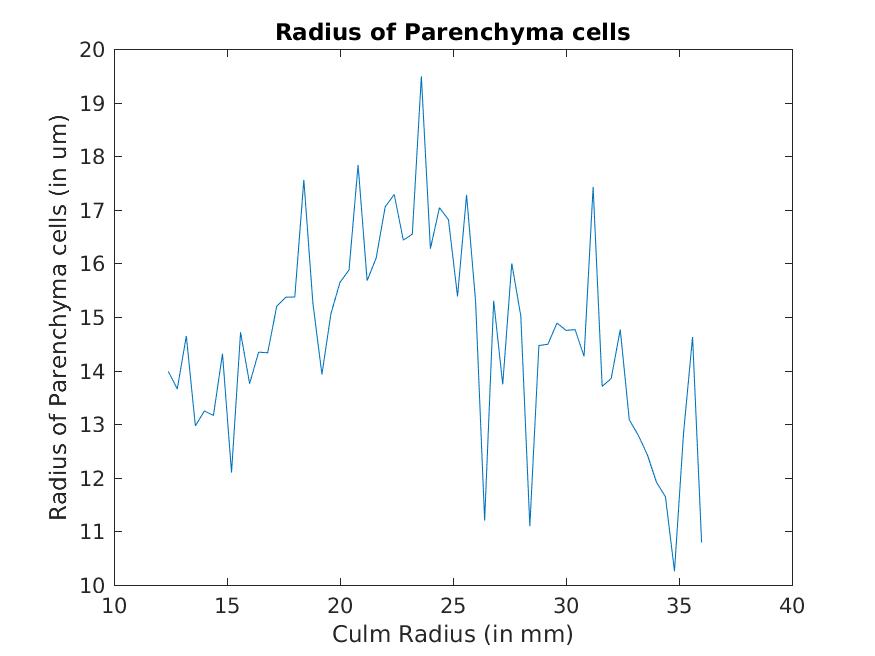 Radius of Parenchyma cells
20
19
18
17
16
15
14
13
12
11
10
Radius of Parenchyma cells (in um)
10 15 20 25 30 35 40
Culm Radius (in mm)